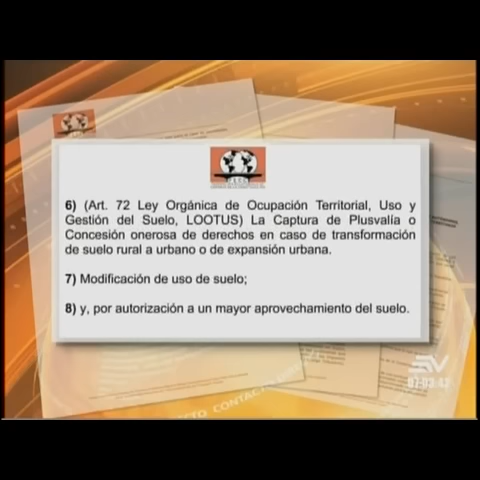 6) (Art. 72 Ley Orgánica de Ocupación Territorial, Uso y
Gestión del Suelo, LOOTUS) La Captura de Plusvalía o
Concesión onerosa de derechos en caso de transformación
de suelo rural a urbano o de expansión urbana.
7) Modificación de uso de suelo;
8) y, por autorización a un mayor aprovechamiento del suelo.
CONTACTO